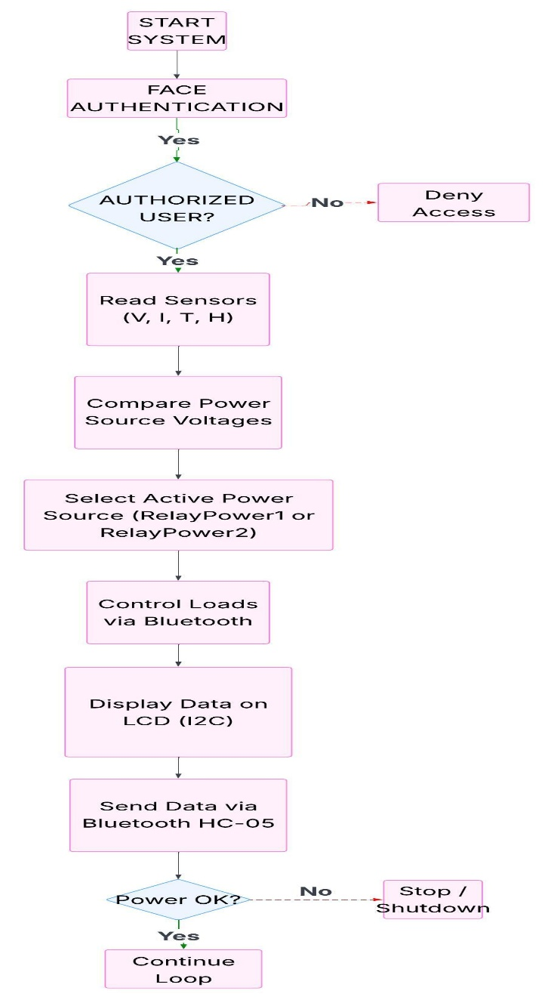 START
SYSTEM
FACE
AUTHENTICATION
Yes
AUTHORIZED
USER?
No
Deny
Access
Yes
Read Sensors
(V, I, T, H)
Compare Power
Source Voltages
Select Active Power
Source (RelayPower1 or
RelayPower2)
Control Loads
via Bluetooth
Display Data on
LCD (I2C)
Send Data via
Bluetooth HC-05
Power OK?
No
Stop /
Shutdown
Yes
Continue
Loop